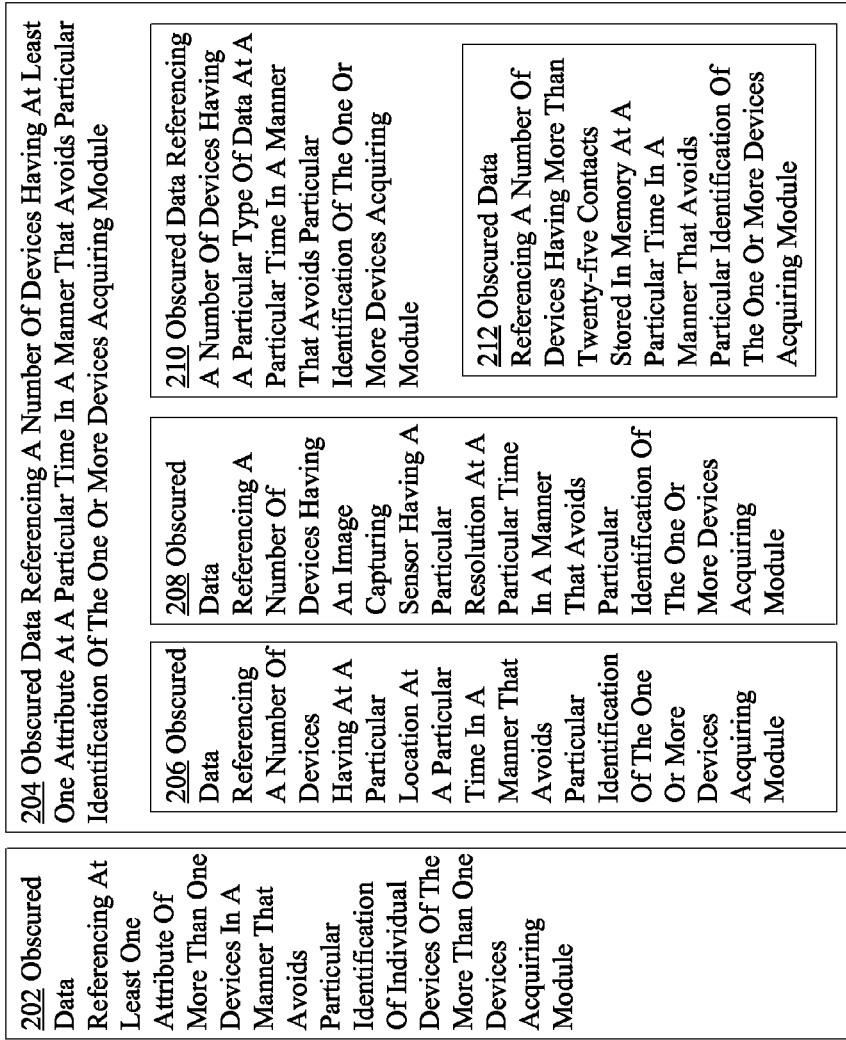 202 Obscured
Data
Referencing At
Least One
Attribute Of
More Than One
Devices In A
Manner That
Avoids
Particular
Identification
Of Individual
Devices Of The
More Than One
Devices
Acquiring
Module
204 Obscured Data Referencing A Number Of Devices Having At Least
One Attribute At A Particular Time In A Manner That Avoids Particular
Identification Of The One Or More Devices Acquiring Module
206 Obscured
Data
Referencing
A Number Of
Devices
Having At A
Particular
Location At
A Particular
Time In A
Manner That
Avoids
Particular
Identification
Of The One
Or More
Devices
Acquiring
Module
208 Obscured
Data
Referencing A
Number Of
Devices Having
An Image
Capturing
Sensor Having A
Particular
Resolution At A
Particular Time
In A Manner
That Avoids
Particular
Identification Of
The One Or
More Devices
Acquiring
Module
210 Obscured Data Referencing
A Number Of Devices Having
A Particular Type Of Data At A
Particular Time In A Manner
That Avoids Particular
Identification Of The One Or
More Devices Acquiring
Module
212 Obscured Data
Referencing A Number Of
Devices Having More Than
Twenty-five Contacts
Stored In Memory At A
Particular Time In A
Manner That Avoids
Particular Identification Of
The One Or More Devices
Acquiring Module